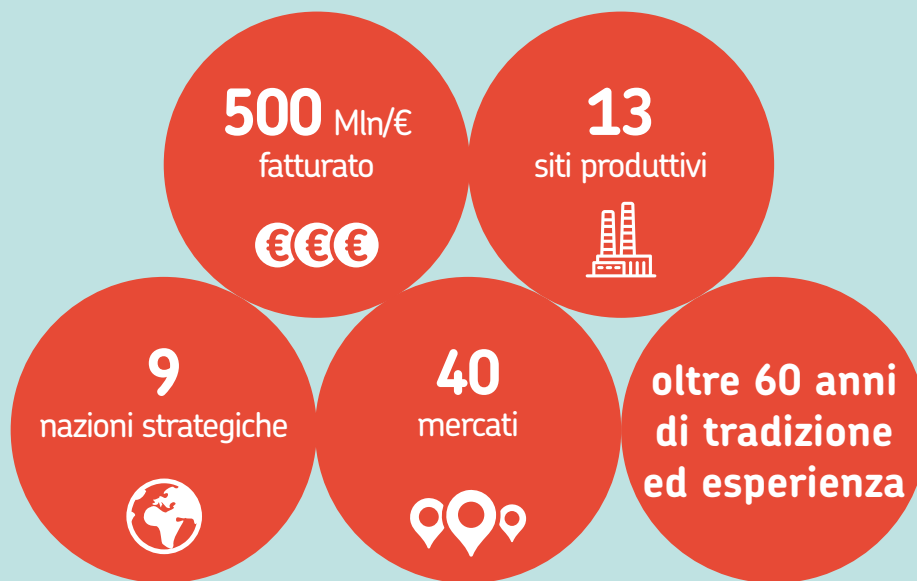 500 Mln/€
fatturato
€€€
13
siti produttivi
9
nazioni strategiche
40
mercati
oltre 60 anni
di tradizione
ed esperienza